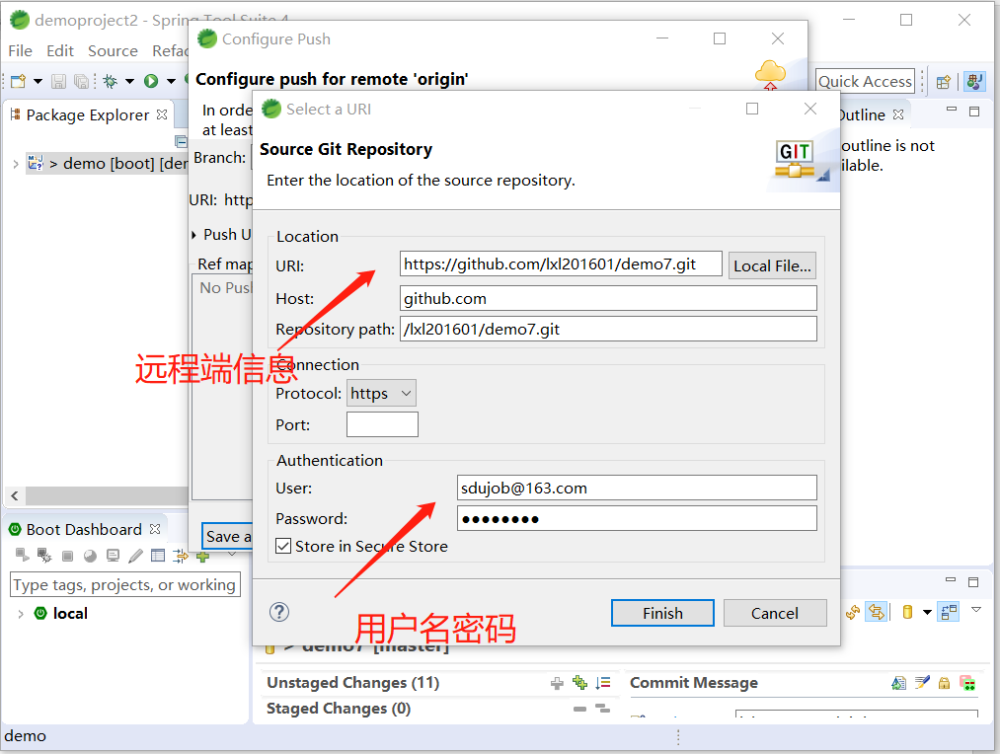 demoproject2 - Spring Tool Suite 4
File Edit Source Refac
Configure Push
Configure push for remote 'origin'
In orde
at least
Branch:
URI: http
Push U
Ref map
No Push
Save a
Quick Access
Package Explorer
> demo [boot] [den
Outline
outline is not
ilable.
Select a URI
Source Git Repository
Enter the location of the source repository.
GIT
Location
URI: https://github.com/lxl201601/demo7.git Local File...
Host: github.com
Repository path: /lxl201601/demo7.git
远程端信息
Connection
Protocol: https
Port:
Authentication
User: sdujob@163.com
Password: ●●●●●●●●
Store in Secure Store
用户名密码
Finish Cancel
Boot Dashboard
Type tags, projects, or working
local
> demo7 [master]
Unstaged Changes (11)
Staged Changes (0)
Commit Message
demo